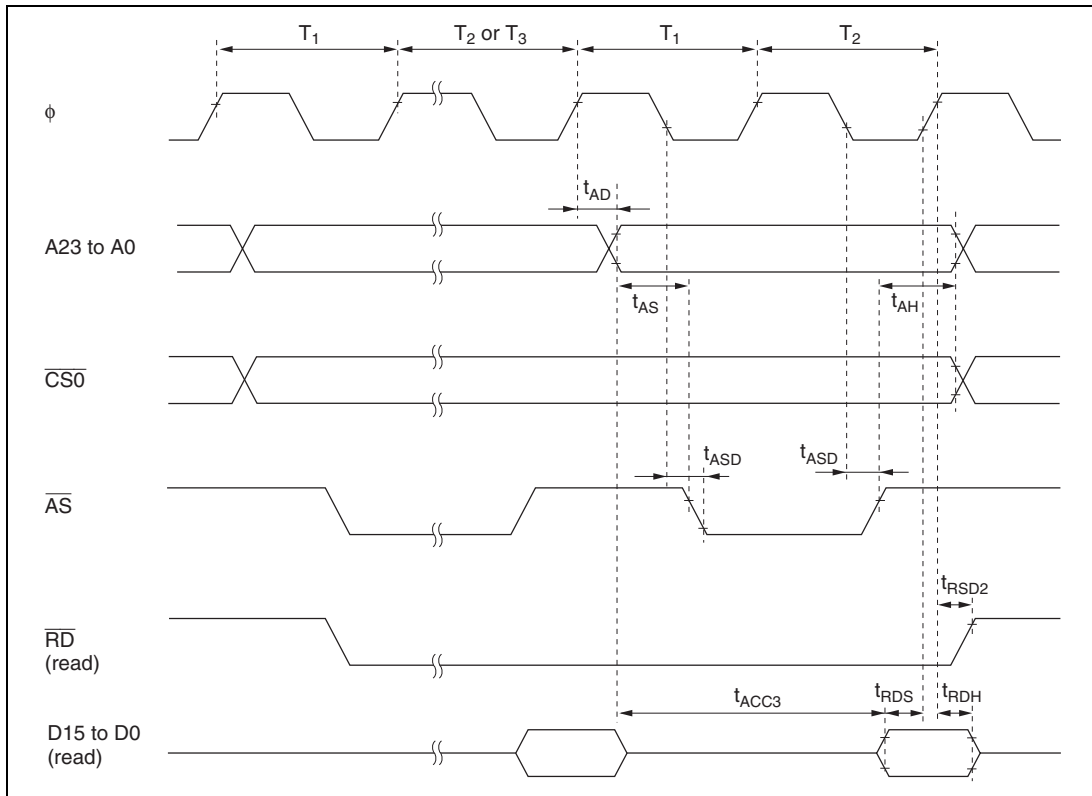 T1 T2 or T3 T1 T2
ϕ
tAD
A23 to A0
tAS tAH
CS0
tASD tASD
AS
tRSD2
RD
(read)
tACC3 tRDS tRDH
D15 to D0
(read)